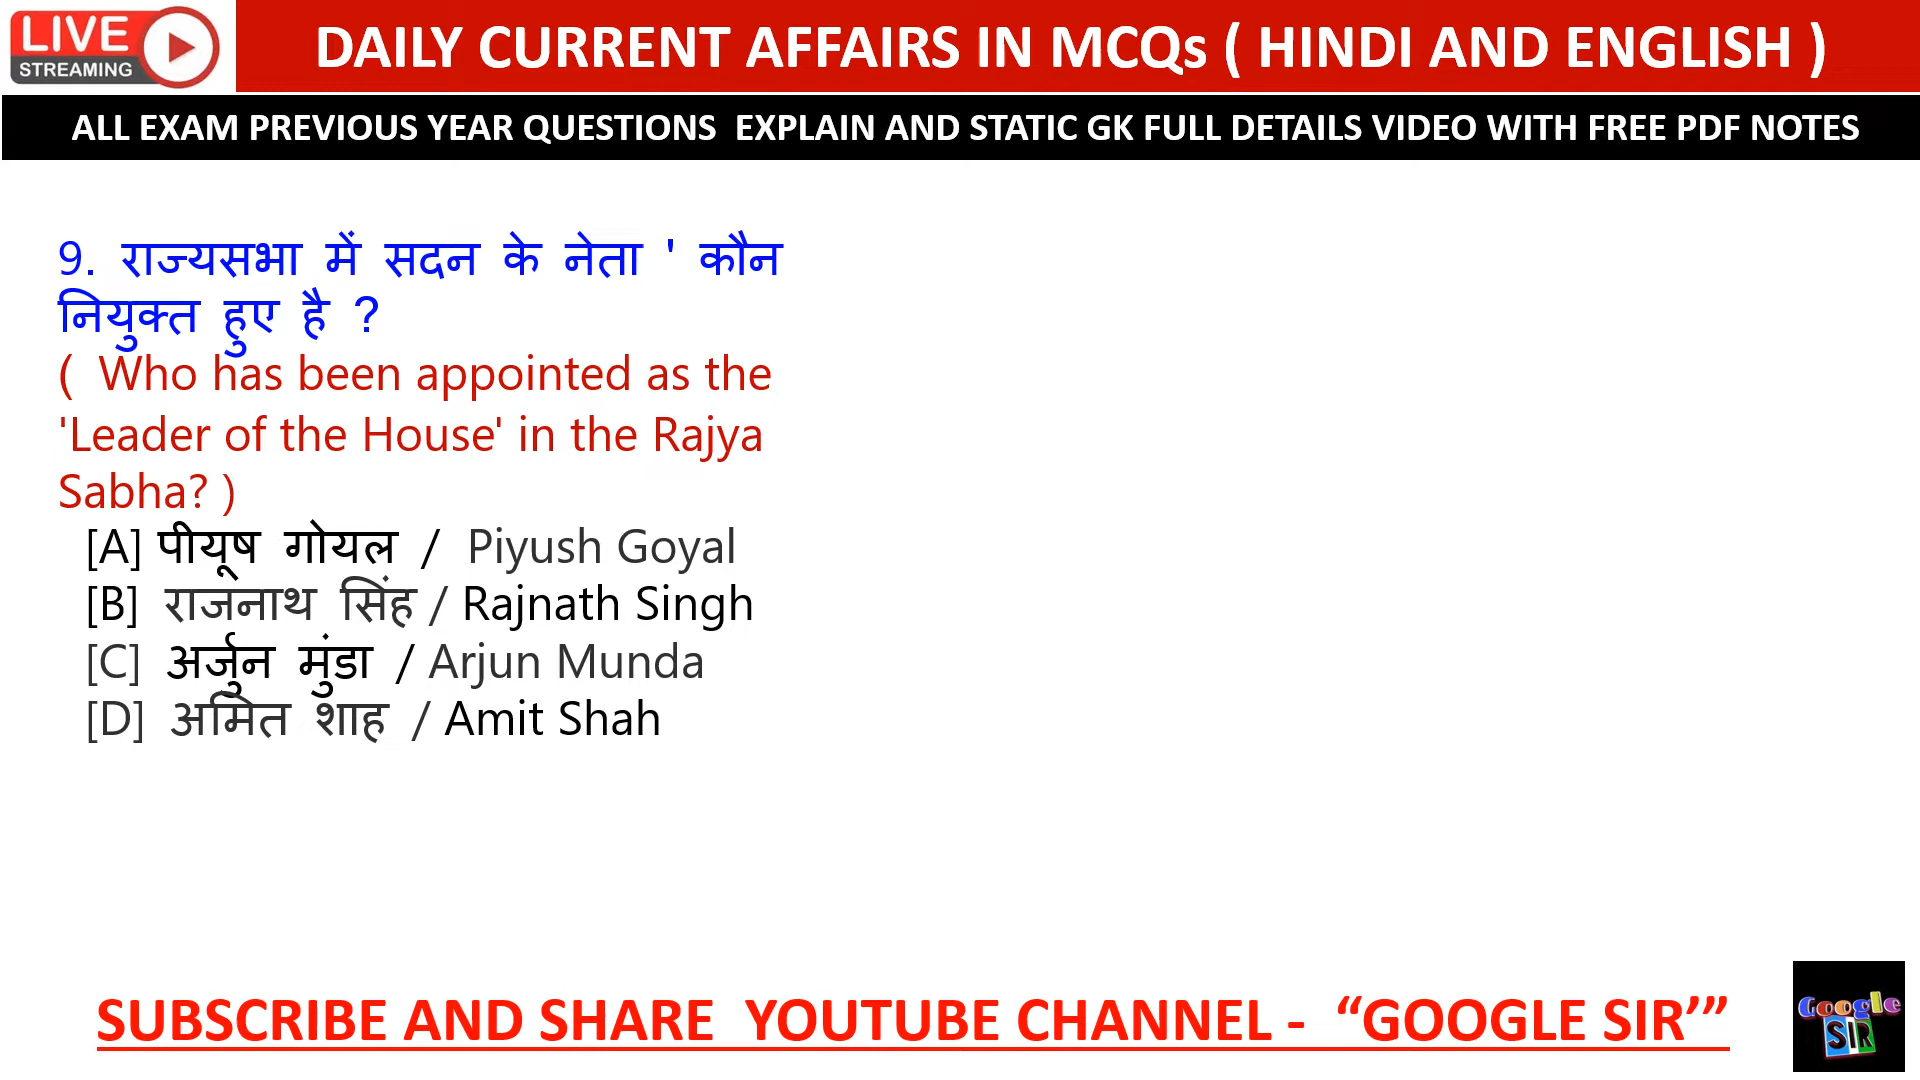 LIVE
STREAMING
DAILY CURRENT AFFAIRS IN MCQs ( HINDI AND ENGLISH )
ALL EXAM PREVIOUS YEAR QUESTIONS EXPLAIN AND STATIC GK FULL DETAILS VIDEO WITH FREE PDF NOTES
9. राज्यसभा में सदन के नेता ' कौन
नियुक्त हुए है ?
( Who has been appointed as the
'Leader of the House' in the Rajya
Sabha? )
[A] पीयूष गोयल / Piyush Goyal
[B] राजनाथ सिंह / Rajnath Singh
[C] अर्जुन मुंडा / Arjun Munda
[D] अमित शाह / Amit Shah
SUBSCRIBE AND SHARE YOUTUBE CHANNEL - “GOOGLE SIR’”
Google
SIR